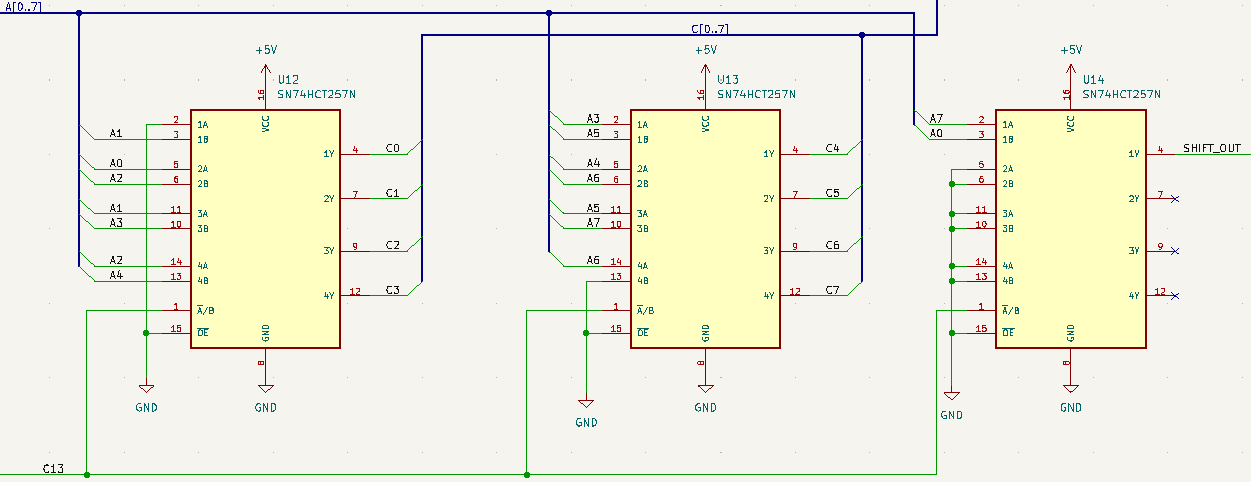 A[0..7]
C[0..7]
+5V
U12
SN74HCT257N
16
VCC
2 1A
A1 3 1B
1Y 4 C0
A0 5 2A
A2 6 2B
2Y 7 C1
A1 11 3A
A3 10 3B
3Y 9 C2
A2 14 4A
A4 13 4B
4Y 12 C3
1 A/B
15 OE
GND
8
GND
GND
+5V
U13
SN74HCT257N
16
VCC
A3 2 1A
A5 3 1B
1Y 4 C4
A4 5 2A
A6 6 2B
2Y 7 C5
A5 11 3A
A7 10 3B
3Y 9 C6
A6 14 4A
13 4B
4Y 12 C7
1 A/B
15 OE
GND
8
GND
GND
+5V
U14
SN74HCT257N
16
VCC
A7 2 1A
A0 3 1B
1Y 4 SHIFT_OUT
5 2A
6 2B
2Y 7
11 3A
10 3B
3Y 9
14 4A
13 4B
4Y 12
1 A/B
15 OE
GND
8
GND
GND
C13